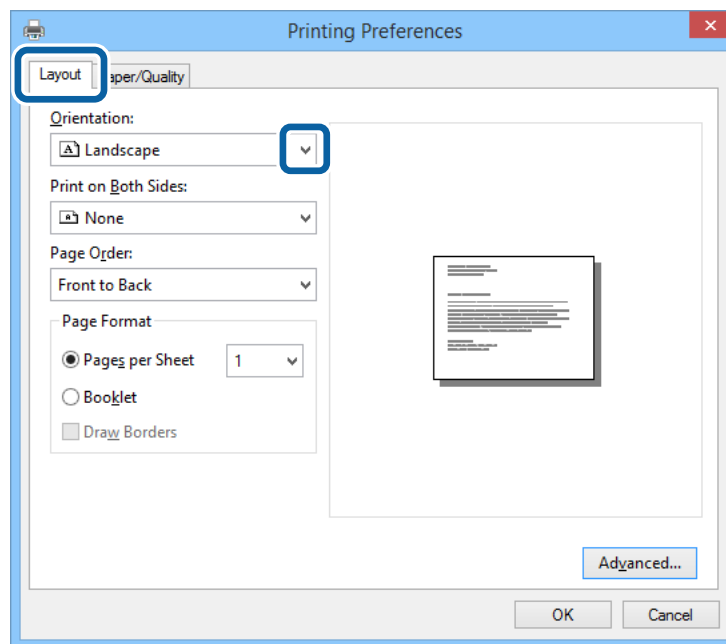 Printing Preferences
Layout
aper/Quality
Orientation:
Landscape
Print on Both Sides:
None
Page Order:
Front to Back
Page Format
Pages per Sheet 1
Booklet
Draw Borders
Advanced...
OK Cancel